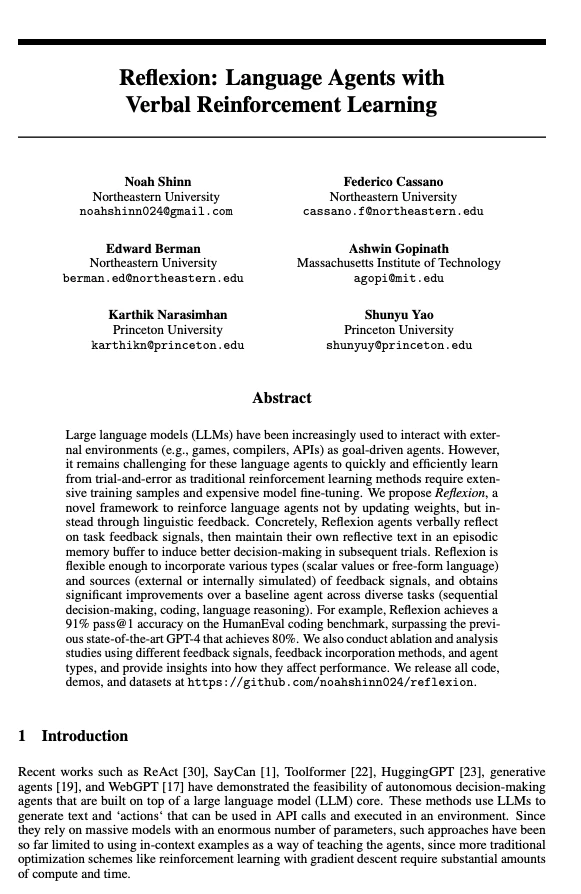 Reflexion: Language Agents with
Verbal Reinforcement Learning
Noah Shinn
Northeastern University
noahshinn024@gmail.com
Federico Cassano
Northeastern University
cassano.f@northeastern.edu
Edward Berman
Northeastern University
berman.ed@northeastern.edu
Ashwin Gopinath
Massachusetts Institute of Technology
agopi@mit.edu
Karthik Narasimhan
Princeton University
karthikn@princeton.edu
Shunyu Yao
Princeton University
shunyuy@princeton.edu
Abstract
Large language models (LLMs) have been increasingly used to interact with exter-
nal environments (e.g., games, compilers, APIs) as goal-driven agents. However,
it remains challenging for these language agents to quickly and efficiently learn
from trial-and-error as traditional reinforcement learning methods require exten-
sive training samples and expensive model fine-tuning. We propose Reflexion, a
novel framework to reinforce language agents not by updating weights, but in-
stead through linguistic feedback. Concretely, Reflexion agents verbally reflect
on task feedback signals, then maintain their own reflective text in an episodic
memory buffer to induce better decision-making in subsequent trials. Reflexion is
flexible enough to incorporate various types (scalar values or free-form language)
and sources (external or internally simulated) of feedback signals, and obtains
significant improvements over a baseline agent across diverse tasks (sequential
decision-making, coding, language reasoning). For example, Reflexion achieves a
91% pass@1 accuracy on the HumanEval coding benchmark, surpassing the previ-
ous state-of-the-art GPT-4 that achieves 80%. We also conduct ablation and analysis
studies using different feedback signals, feedback incorporation methods, and agent
types, and provide insights into how they affect performance. We release all code,
demos, and datasets at https://github.com/noahshinn024/reflexion.
1 Introduction
Recent works such as ReAct [30], SayCan [1], Toolformer [22], HuggingGPT [23], generative
agents [19], and WebGPT [17] have demonstrated the feasibility of autonomous decision-making
agents that are built on top of a large language model (LLM) core. These methods use LLMs to
generate text and ‘actions‘ that can be used in API calls and executed in an environment. Since
they rely on massive models with an enormous number of parameters, such approaches have been
so far limited to using in-context examples as a way of teaching the agents, since more traditional
optimization schemes like reinforcement learning with gradient descent require substantial amounts
of compute and time.